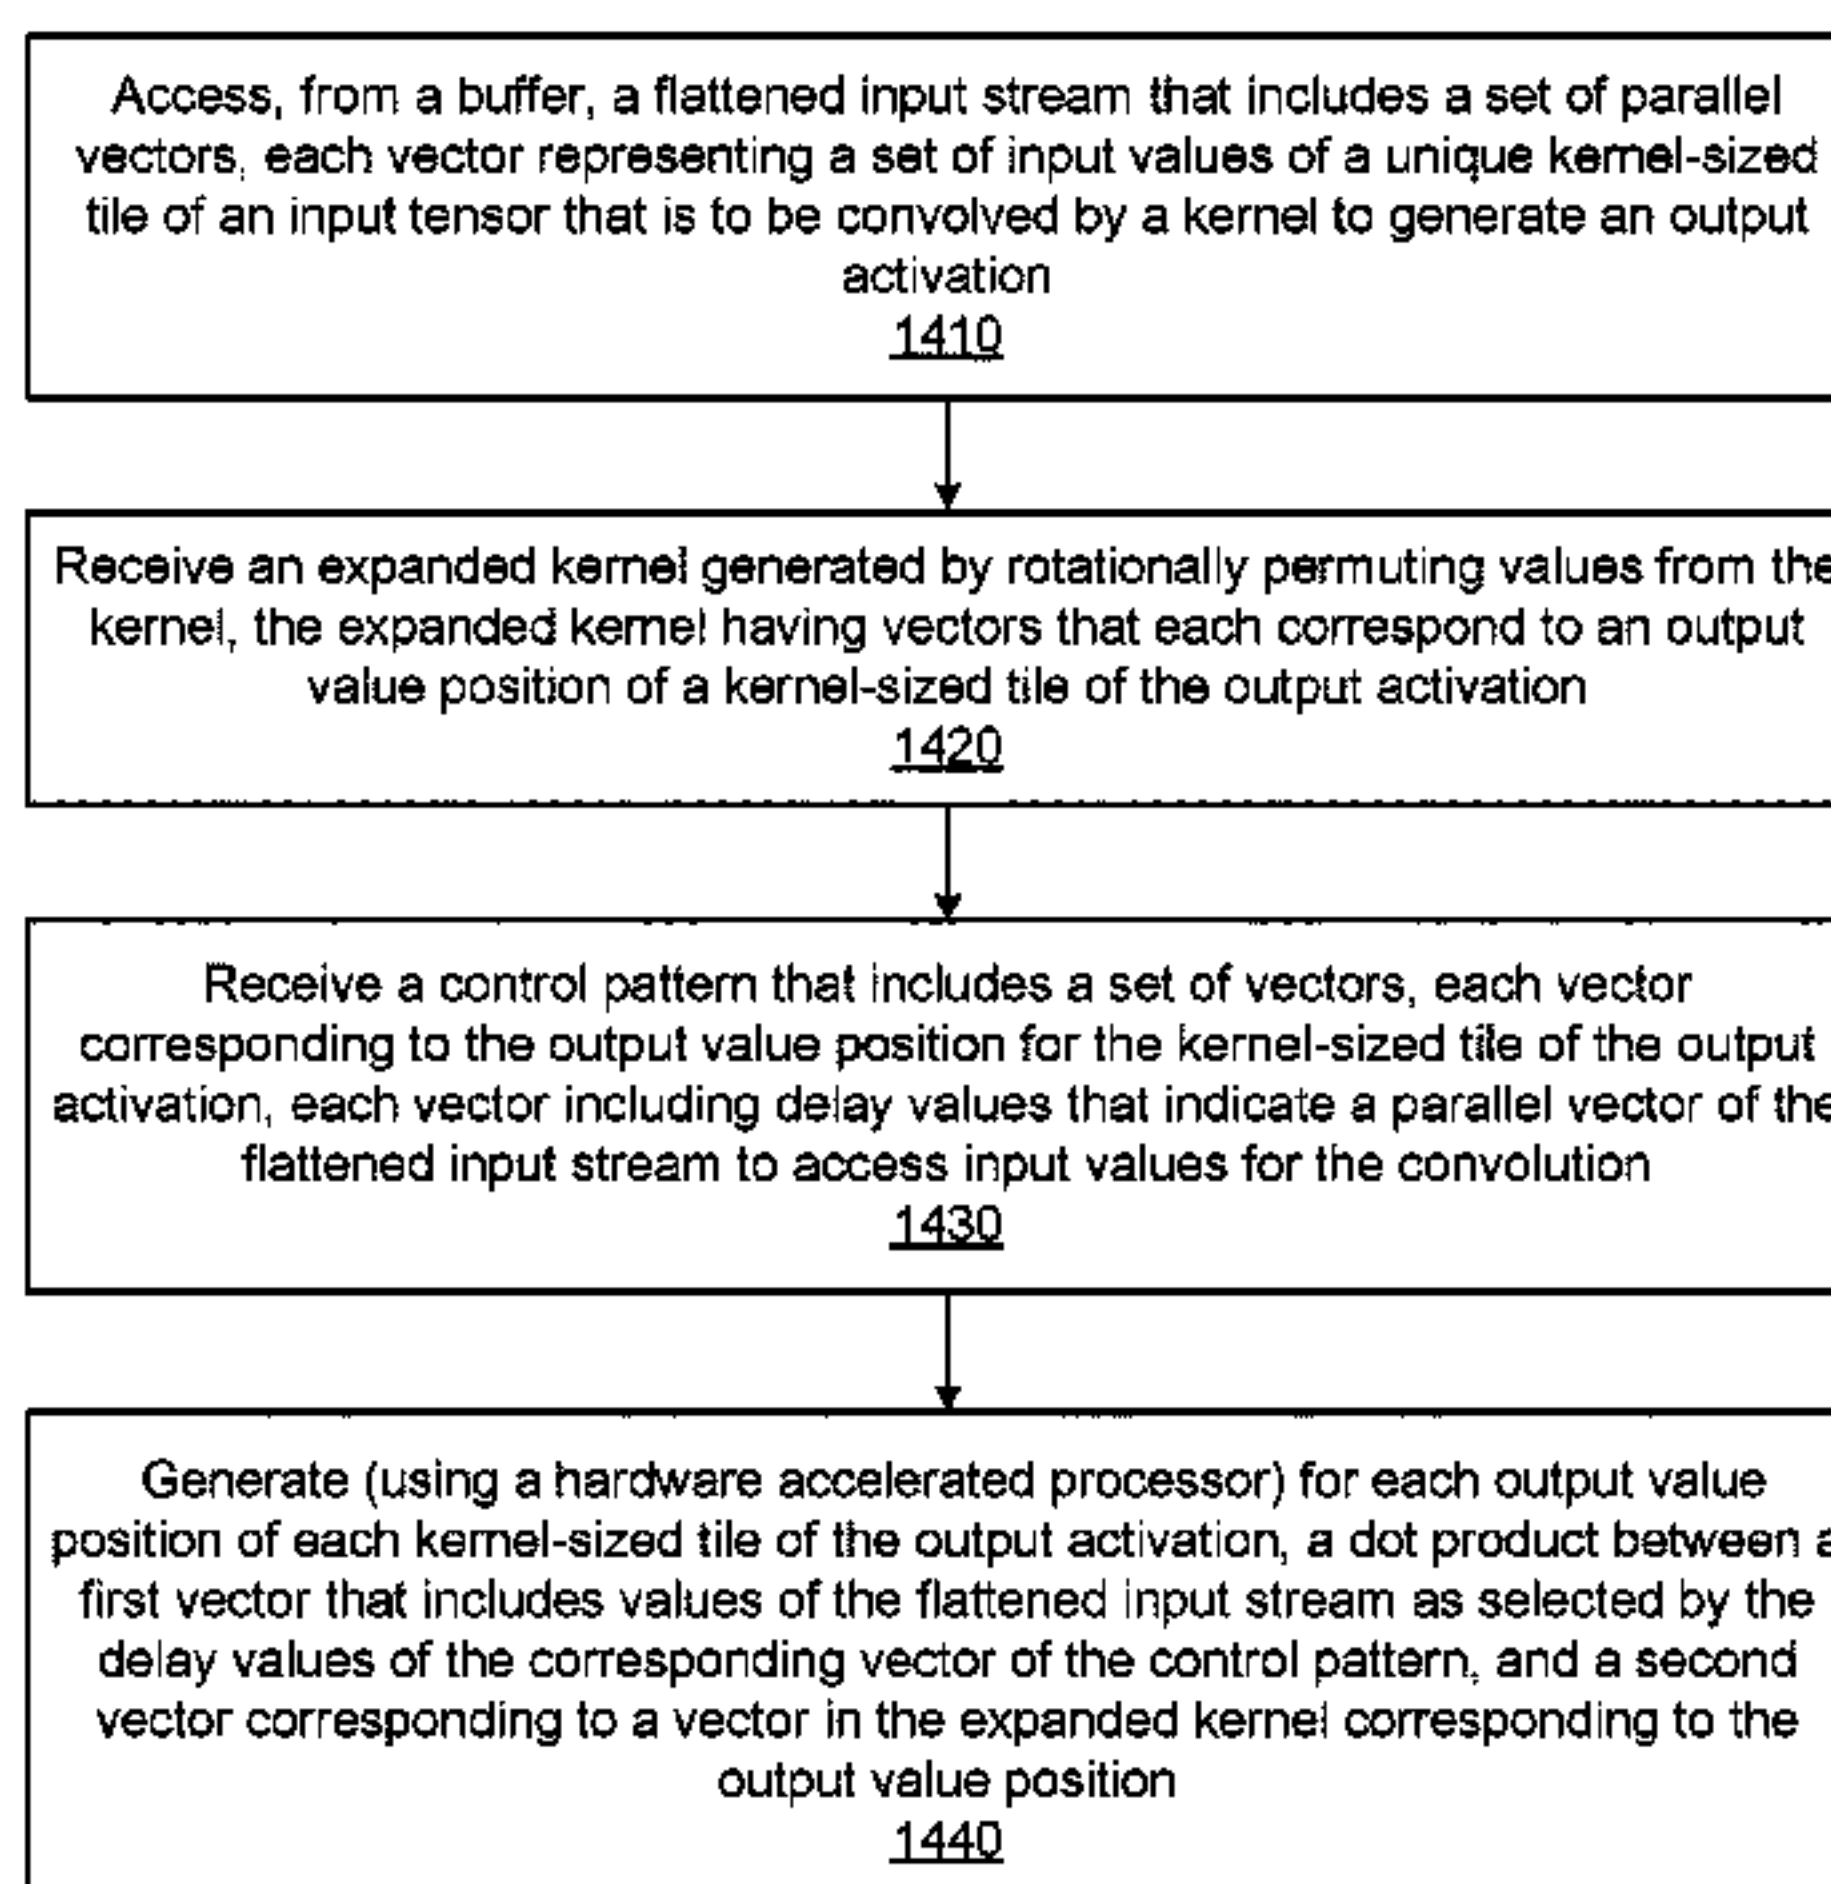 Access, from a buffer, a flattened input stream that includes a set of parallel
vectors, each vector representing a set of input values of a unique kernel-sized
tile of an input tensor that is to be convolved by a kernel to generate an output
activation
1410
Receive an expanded kernel generated by rotationally permuting values from the
kernel, the expanded kernel having vectors that each correspond to an output
value position of a kernel-sized tile of the output activation
1420
Receive a control pattern that includes a set of vectors, each vector
corresponding to the output value position for the kernel-sized tile of the output
activation, each vector including delay values that indicate a parallel vector of the
flattened input stream to access input values for the convolution
1430
Generate (using a hardware accelerated processor) for each output value
position of each kernel-sized tile of the output activation, a dot product between a
first vector that includes values of the flattened input stream as selected by the
delay values of the corresponding vector of the control pattern, and a second
vector corresponding to a vector in the expanded kernel corresponding to the
output value position
1440